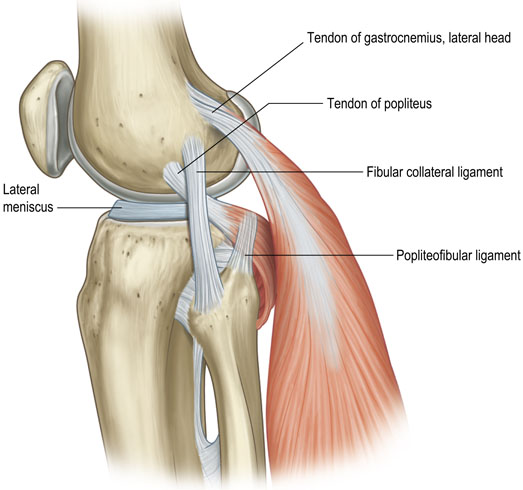 Tendon of gastrocnemius, lateral head
Tendon of popliteus
Fibular collateral ligament
Lateral
meniscus
Popliteofibular ligament